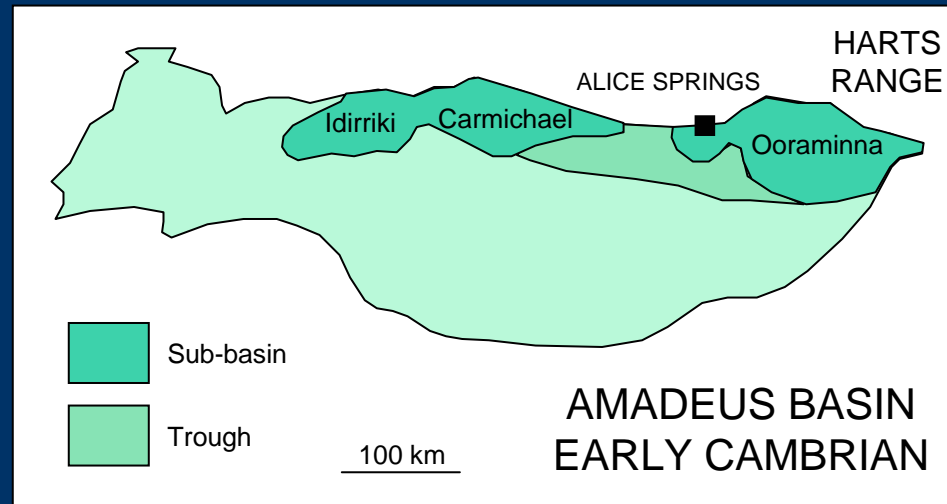 HARTS
RANGE
ALICE SPRINGS
Idirriki
Carmichael
Ooraminna
Sub-basin
Trough
100 km
AMADEUS BASIN
EARLY CAMBRIAN